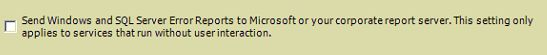 Send Windows and SQL Server Error Reports to Microsoft or your corporate report server. This setting only
applies to services that run without user interaction.